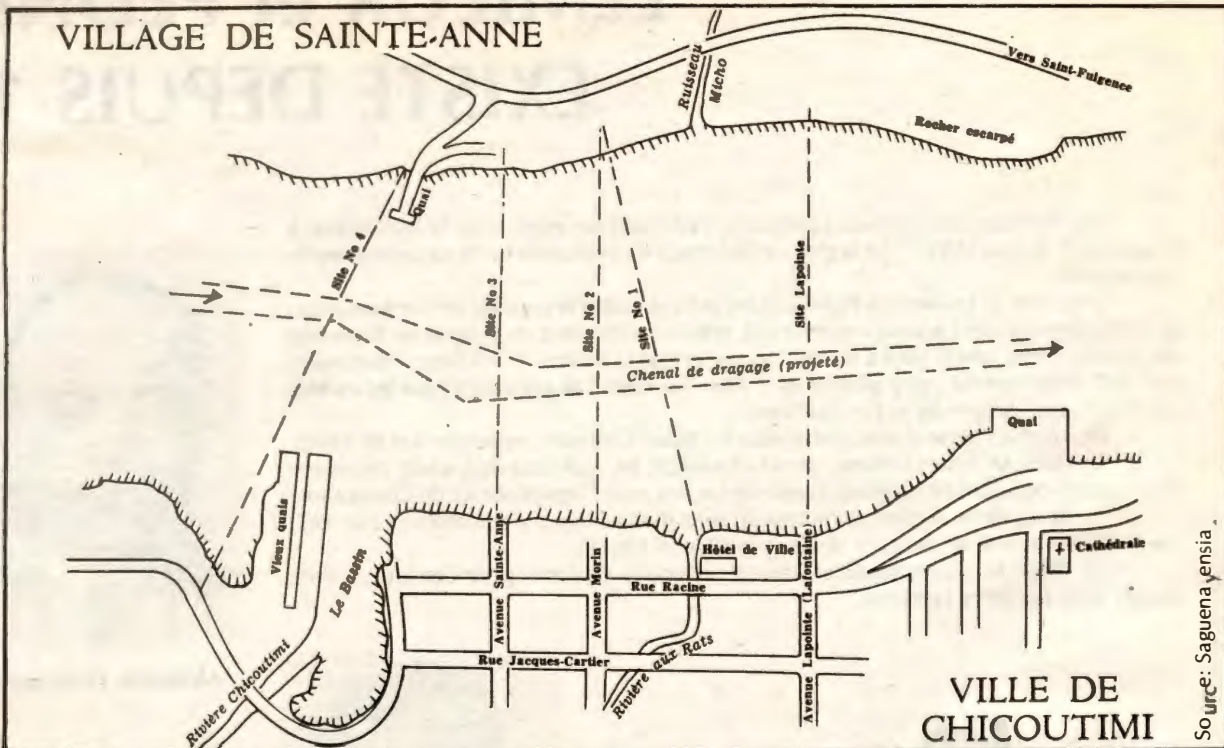 VILLAGE DE SAINTE-ANNE
EXISTE DEPUIS
Ruisseau
Micho
Vers Saint-Fulgence
Rocher escarpé
Quai
Site No 4
Site No 3
Site No 2
Site No 1
Site Lapointe
Chenal de dragage (projeté)
Quai
Vieux quais
Le Bassin
Avenue Sainte-Anne
Avenue Morin
Hôtel de Ville
Rue Racine
Avenue Lapointe (Lafontaine)
Cathédrale
Rue Jacques-Cartier
Rivière aux Rats
Rivière Chicoutimi
VILLE DE
CHICOUTIMI
Source: Saguenayensia